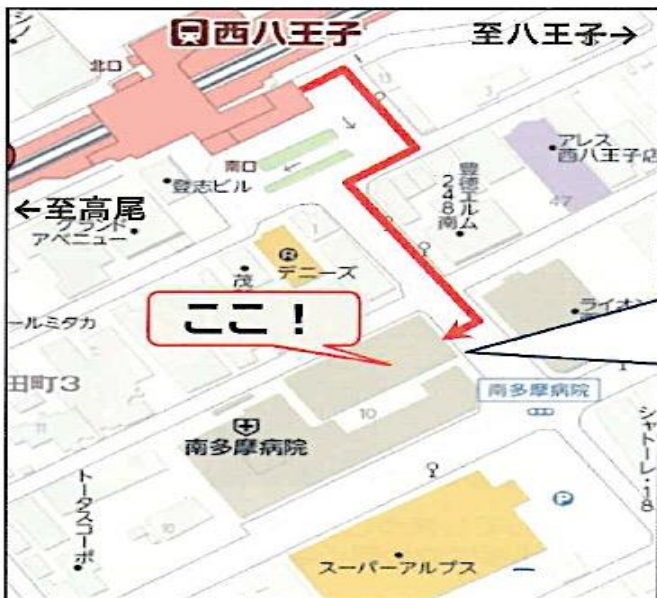 西八王子
至八王子→
北口
南口
登志ビル
←至高尾
グランド
アベニュー
豊徳エルム
248南
アレス
西八王子店
47
デニーズ
茂
ここ！
ールミタカ
ライオン
田町3
南多摩病院
10
南多摩病院
シャトーレ・18
トータスコーポ
10
11
スーパーアルプス
P